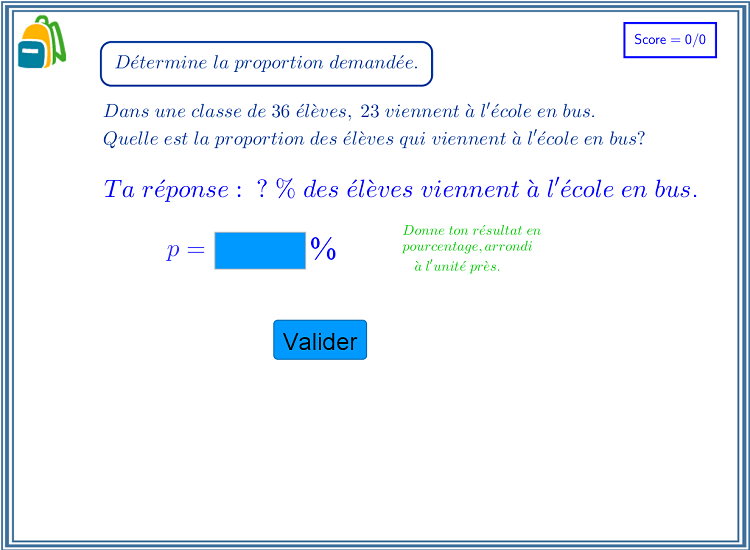 Score = 0/0
Détermine la proportion demandée.
Dans une classe de 36 élèves, 23 viennent à l'école en bus.
Quelle est la proportion des élèves qui viennent à l'école en bus?
Ta réponse : ? % des élèves viennent à l'école en bus.
p = %
Donne ton résultat en
pourcentage, arrondi
à l'unité près.
Valider